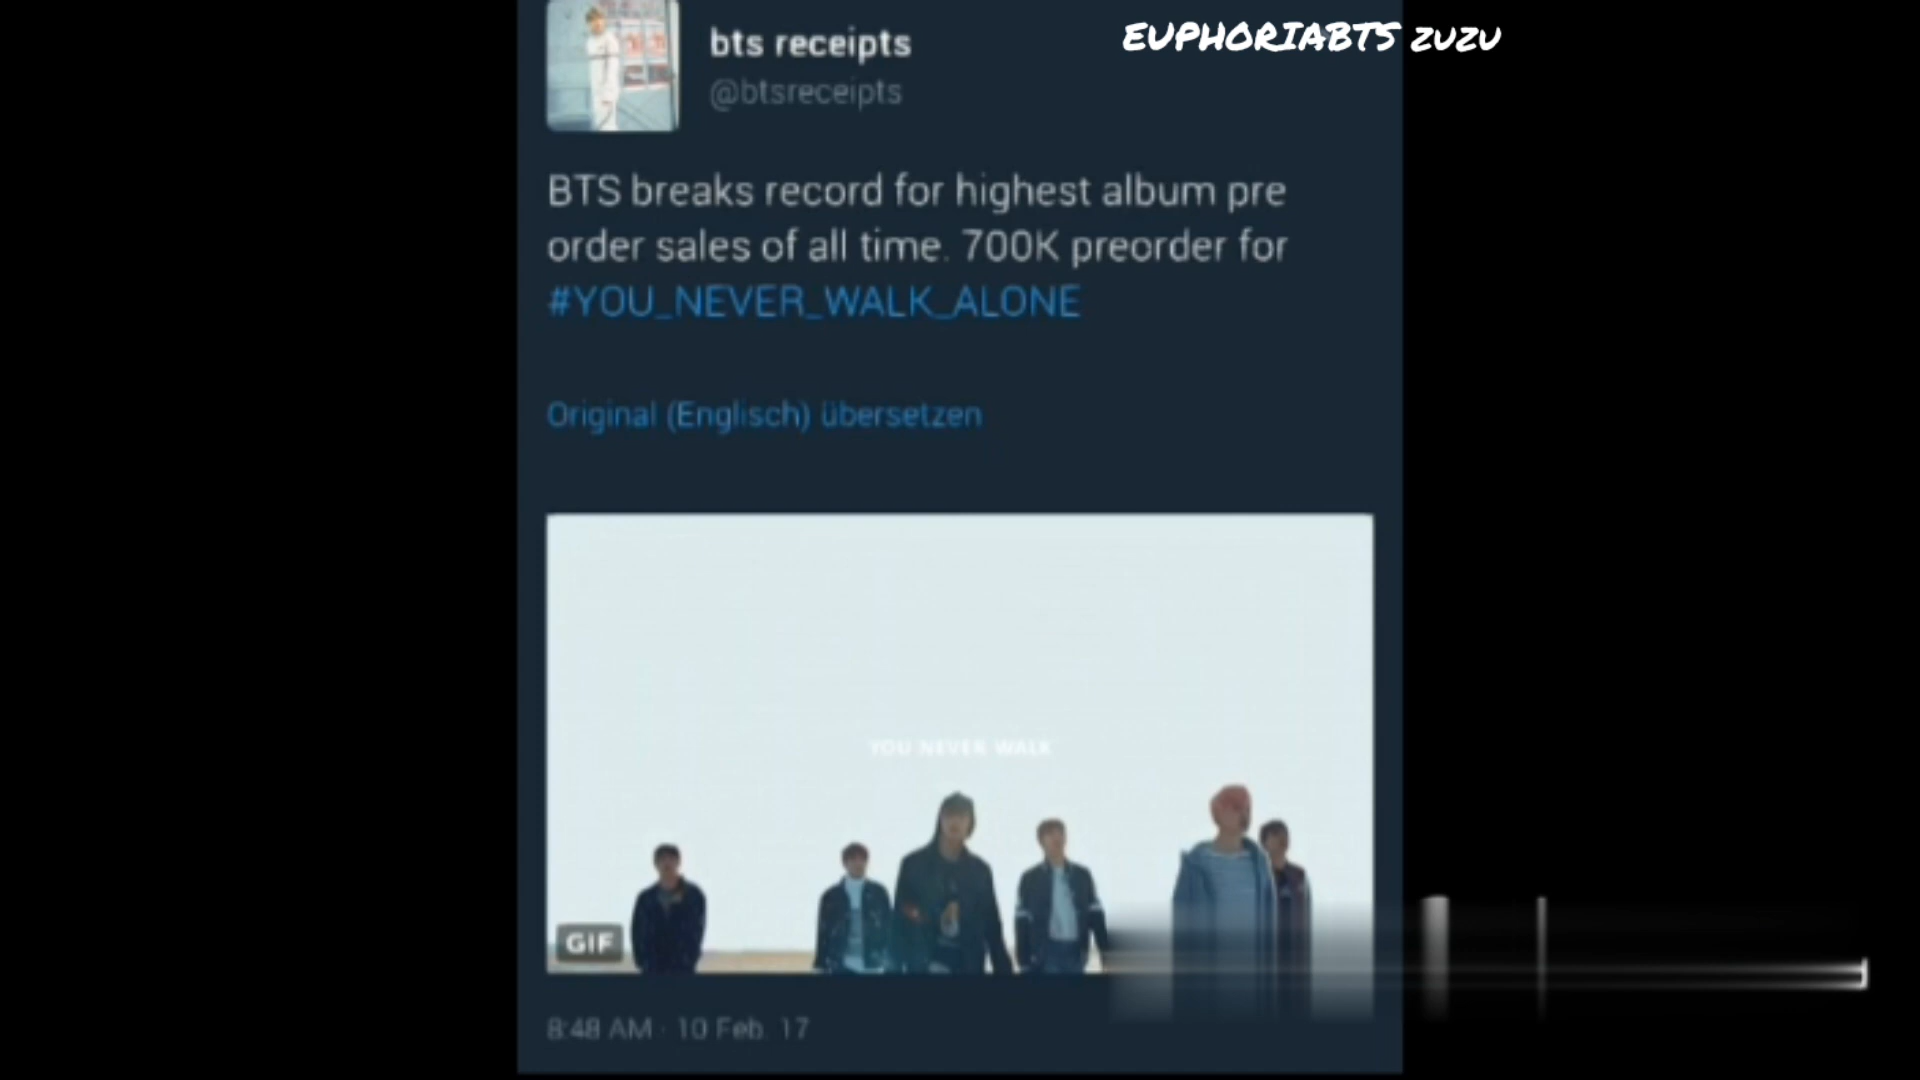 EUPHORIABTS ZUZU
bts receipts
@btsreceipts
BTS breaks record for highest album pre
order sales of all time. 700K preorder for
#YOU_NEVER_WALK_ALONE
Original (Englisch) übersetzen
YOU NEVER WALK
GIF
8:48 AM · 10 Feb. 17